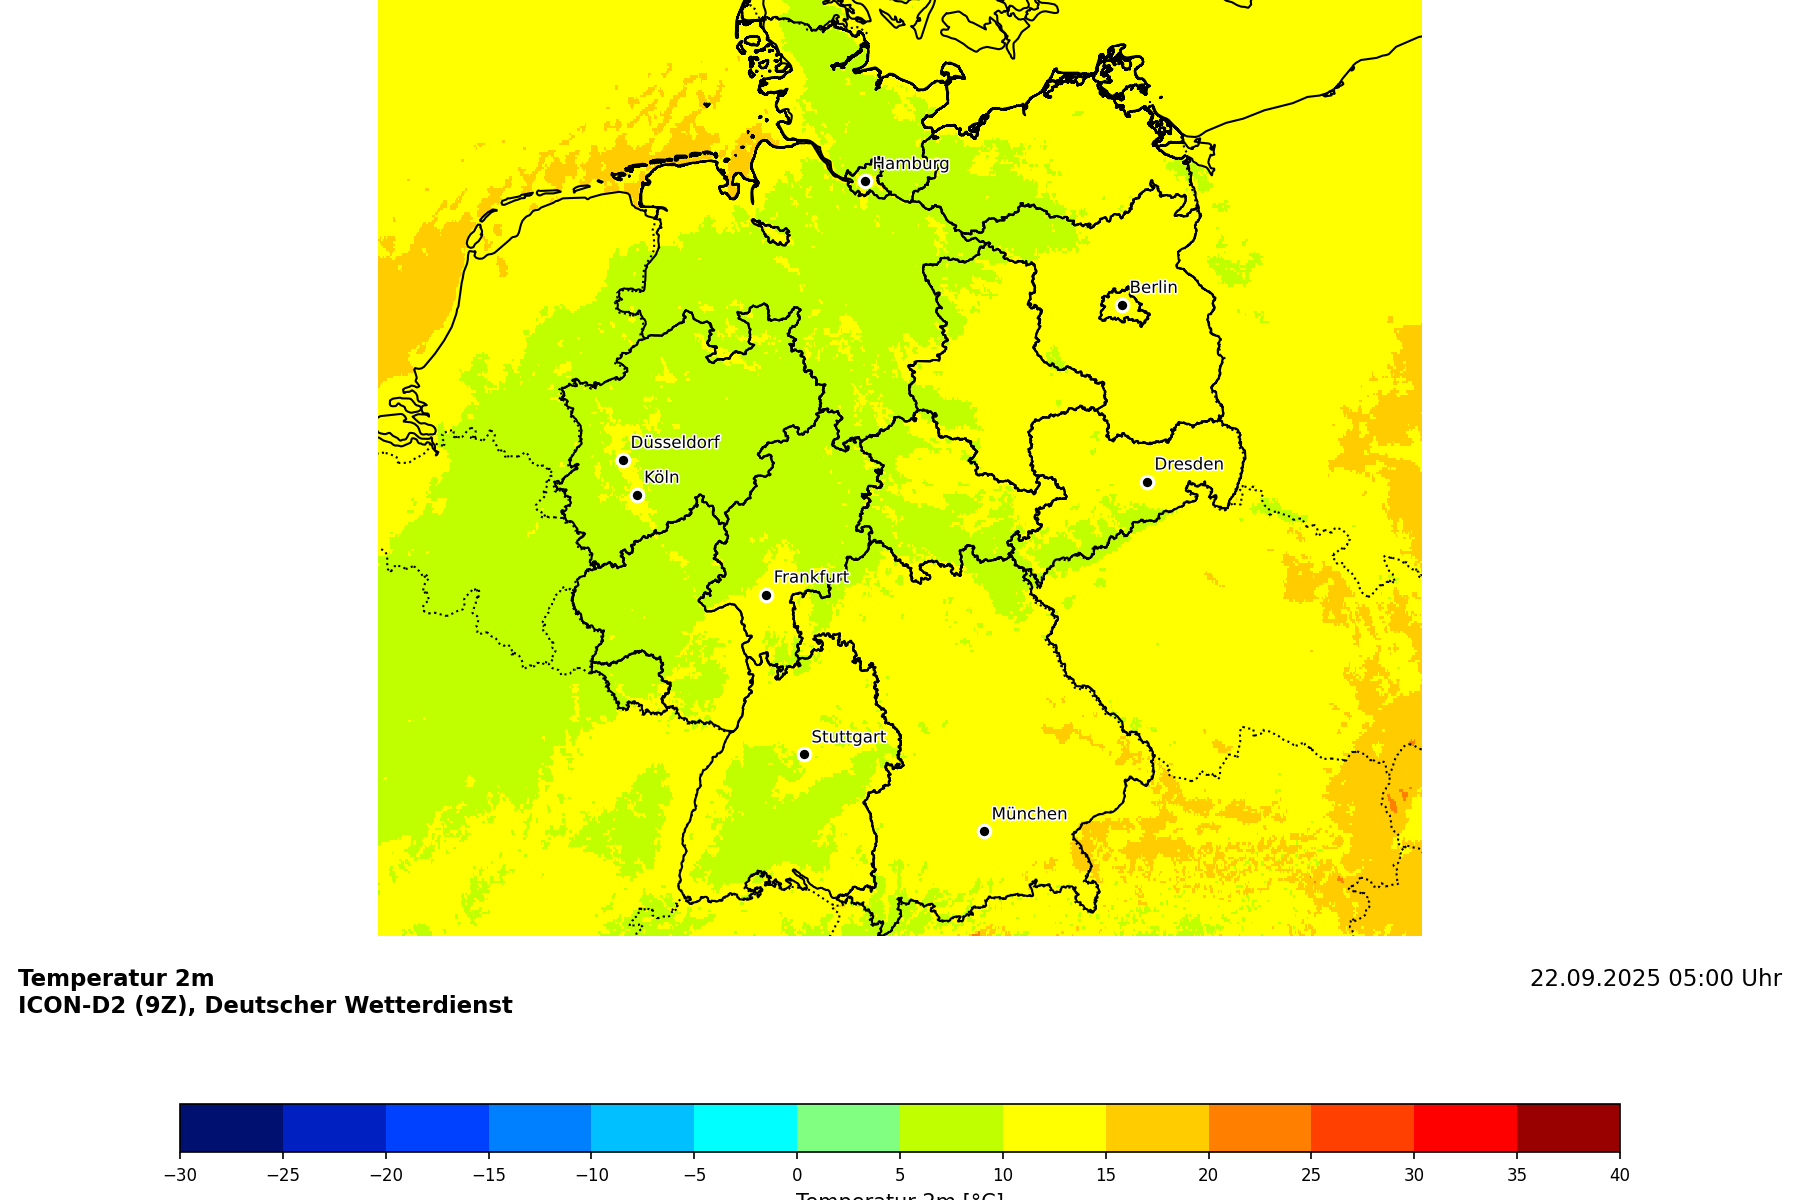 Hamburg
Berlin
Düsseldorf
Köln
Dresden
Frankfurt
Stuttgart
München
Temperatur 2m
ICON-D2 (9Z), Deutscher Wetterdienst
22.09.2025 05:00 Uhr
−30 −25 −20 −15 −10 −5 0 5 10 15 20 25 30 35 40
Temperatur 2m [°C]